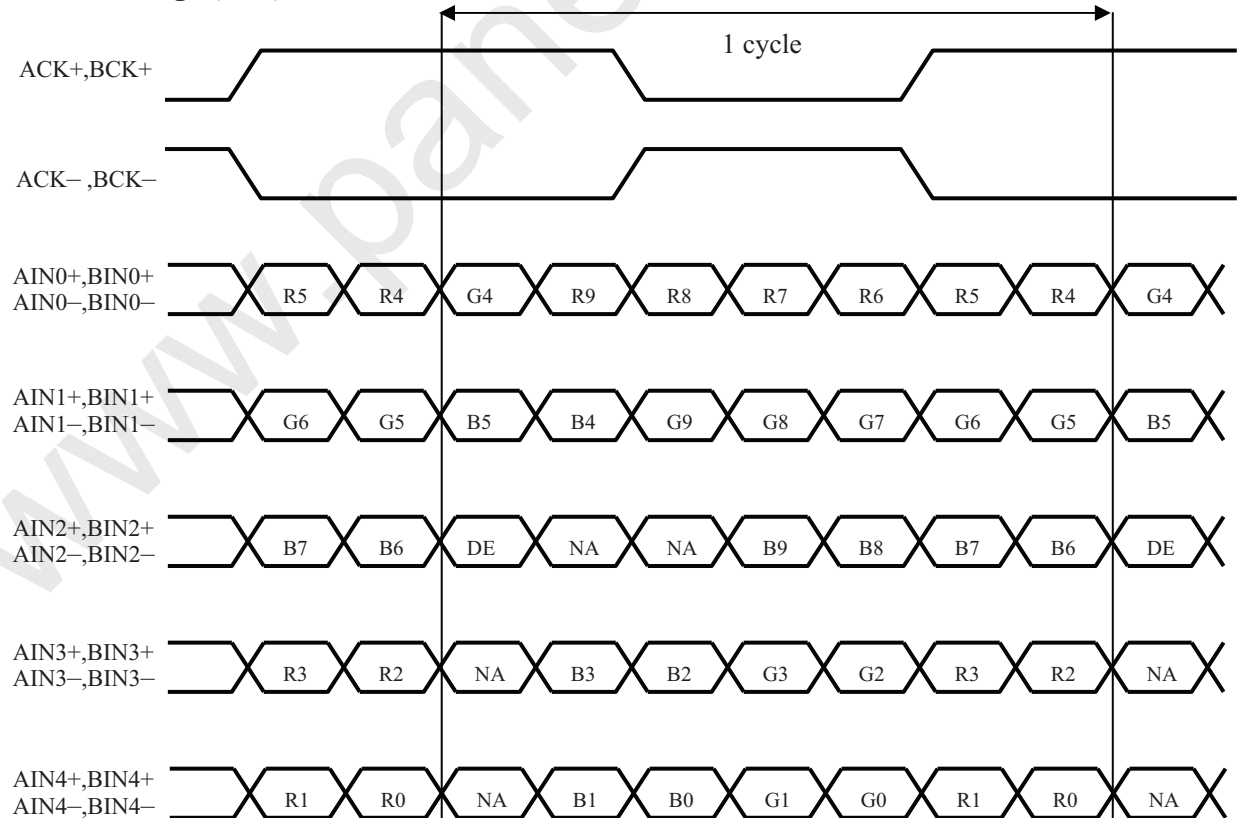 1 cycle
ACK+,BCK+
ACK− ,BCK−
AIN0+,BIN0+
AIN0−,BIN0−
R5 R4 G4 R9 R8 R7 R6 R5 R4 G4
AIN1+,BIN1+
AIN1−,BIN1−
G6 G5 B5 B4 G9 G8 G7 G6 G5 B5
AIN2+,BIN2+
AIN2−,BIN2−
B7 B6 DE NA NA B9 B8 B7 B6 DE
AIN3+,BIN3+
AIN3−,BIN3−
R3 R2 NA B3 B2 G3 G2 R3 R2 NA
AIN4+,BIN4+
AIN4−,BIN4−
R1 R0 NA B1 B0 G1 G0 R1 R0 NA
www.pane